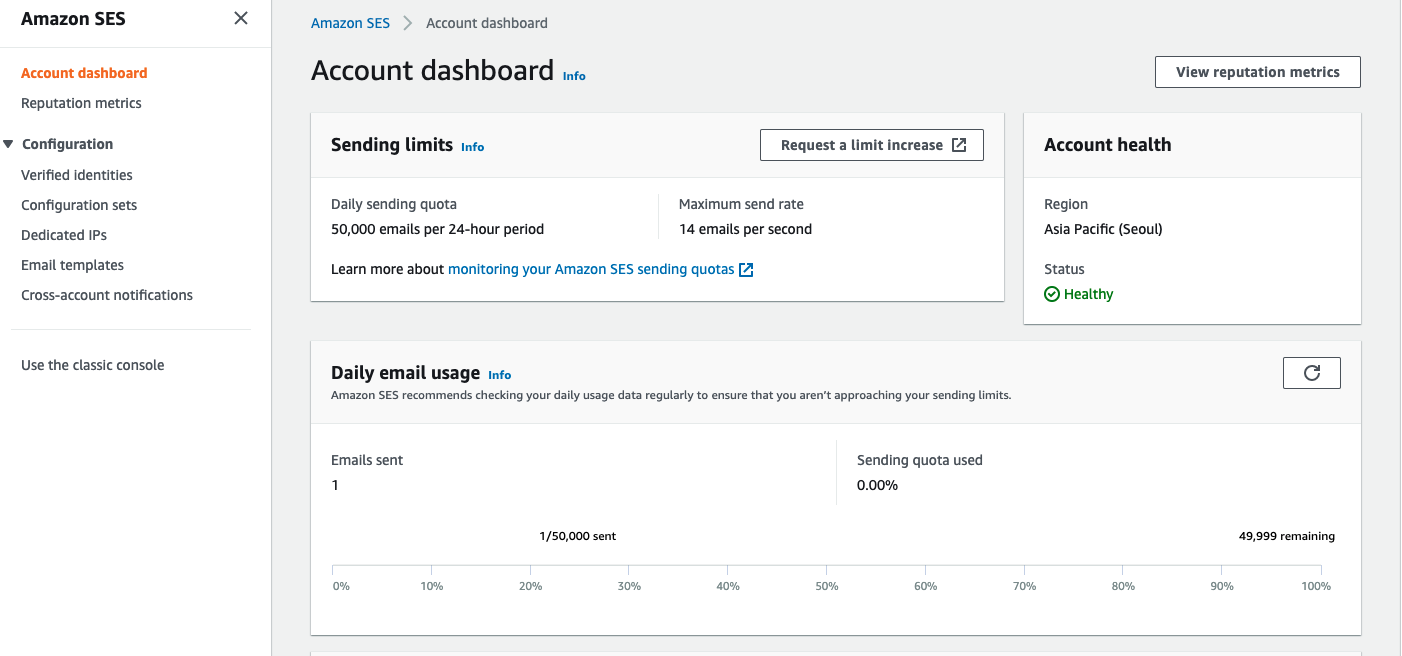 Amazon SES
Account dashboard
Reputation metrics
Configuration
Verified identities
Configuration sets
Dedicated IPs
Email templates
Cross-account notifications
Use the classic console
Amazon SES > Account dashboard
Account dashboard Info
View reputation metrics
Sending limits Info
Request a limit increase
Daily sending quota
50,000 emails per 24-hour period
Maximum send rate
14 emails per second
Learn more about monitoring your Amazon SES sending quotas
Account health
Region
Asia Pacific (Seoul)
Status
Healthy
Daily email usage Info
Amazon SES recommends checking your daily usage data regularly to ensure that you aren't approaching your sending limits.
Emails sent
1
Sending quota used
0.00%
1/50,000 sent
49,999 remaining
0% 10% 20% 30% 40% 50% 60% 70% 80% 90% 100%